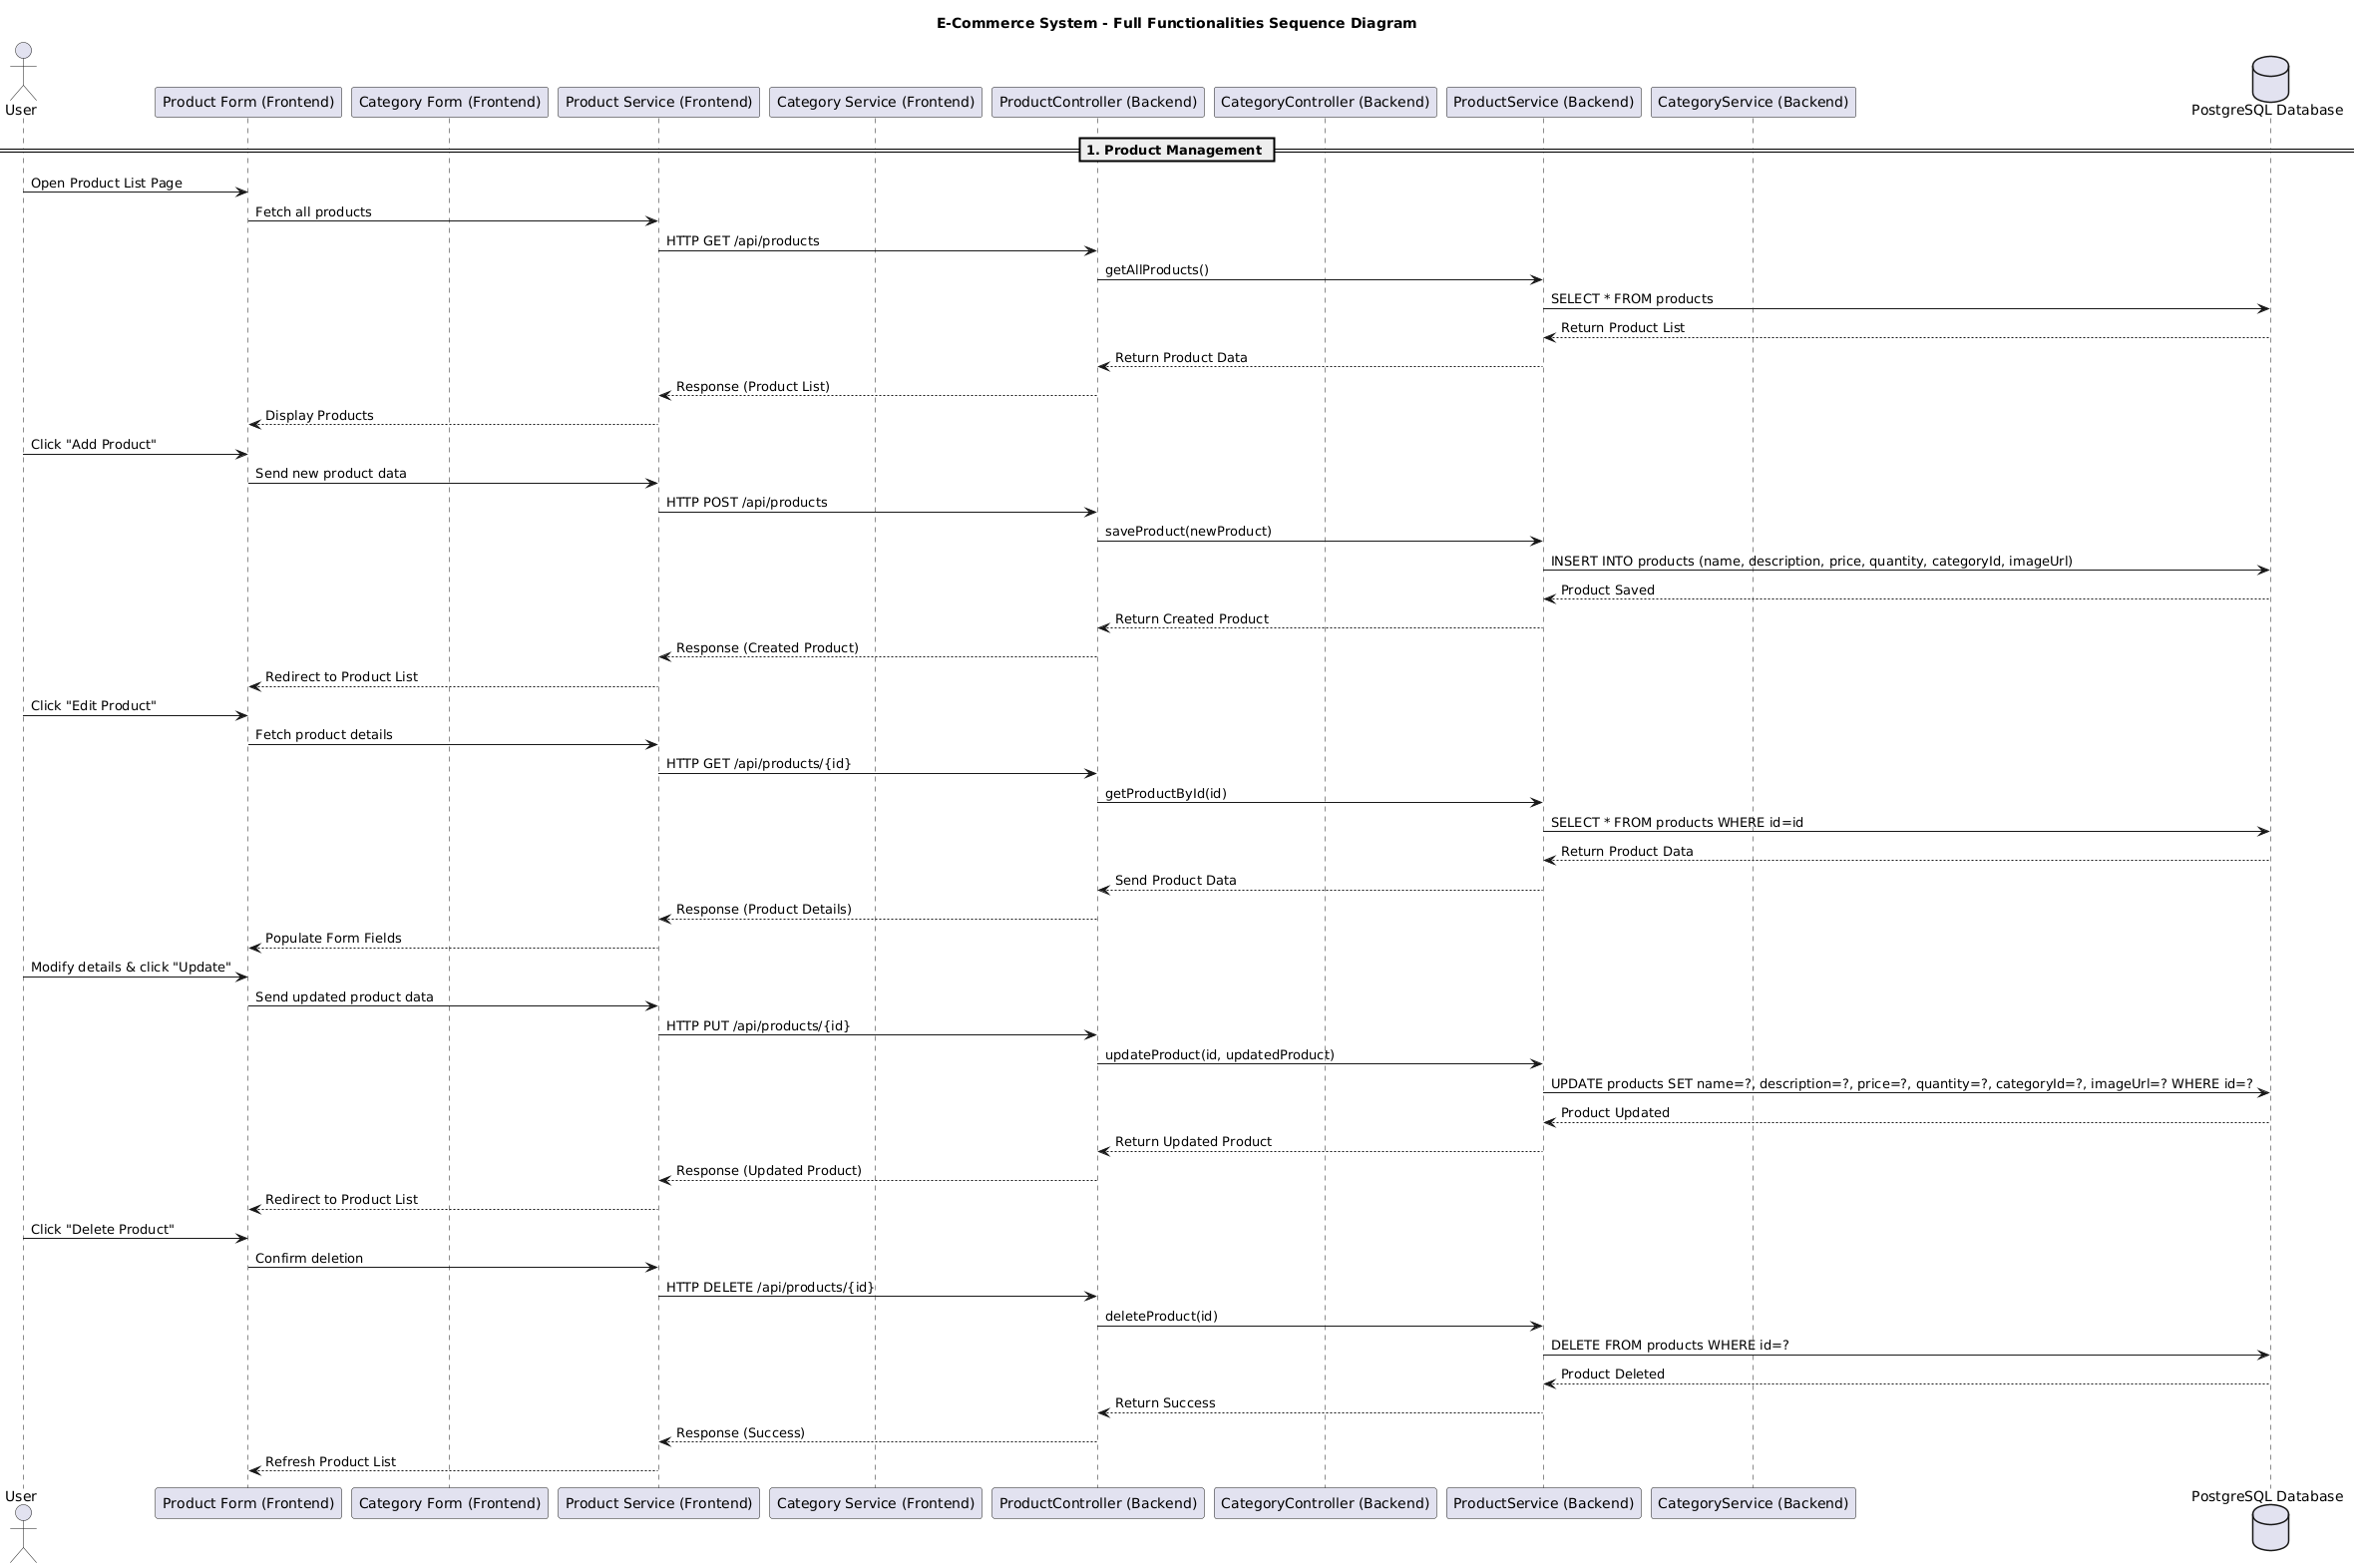 E-Commerce System - Full Functionalities Sequence Diagram
User
Product Form (Frontend)
Category Form (Frontend)
Product Service (Frontend)
Category Service (Frontend)
ProductController (Backend)
CategoryController (Backend)
ProductService (Backend)
CategoryService (Backend)
PostgreSQL Database
1. Product Management
Open Product List Page
Fetch all products
HTTP GET /api/products
getAllProducts()
SELECT * FROM products
Return Product List
Return Product Data
Response (Product List)
Display Products
Click "Add Product"
Send new product data
HTTP POST /api/products
saveProduct(newProduct)
INSERT INTO products (name, description, price, quantity, categoryId, imageUrl)
Product Saved
Return Created Product
Response (Created Product)
Redirect to Product List
Click "Edit Product"
Fetch product details
HTTP GET /api/products/{id}
getProductById(id)
SELECT * FROM products WHERE id=id
Return Product Data
Send Product Data
Response (Product Details)
Populate Form Fields
Modify details & click "Update"
Send updated product data
HTTP PUT /api/products/{id}
updateProduct(id, updatedProduct)
UPDATE products SET name=?, description=?, price=?, quantity=?, categoryId=?, imageUrl=? WHERE id=?
Product Updated
Return Updated Product
Response (Updated Product)
Redirect to Product List
Click "Delete Product"
Confirm deletion
HTTP DELETE /api/products/{id}
deleteProduct(id)
DELETE FROM products WHERE id=?
Product Deleted
Return Success
Response (Success)
Refresh Product List
User
Product Form (Frontend)
Category Form (Frontend)
Product Service (Frontend)
Category Service (Frontend)
ProductController (Backend)
CategoryController (Backend)
ProductService (Backend)
CategoryService (Backend)
PostgreSQL Database